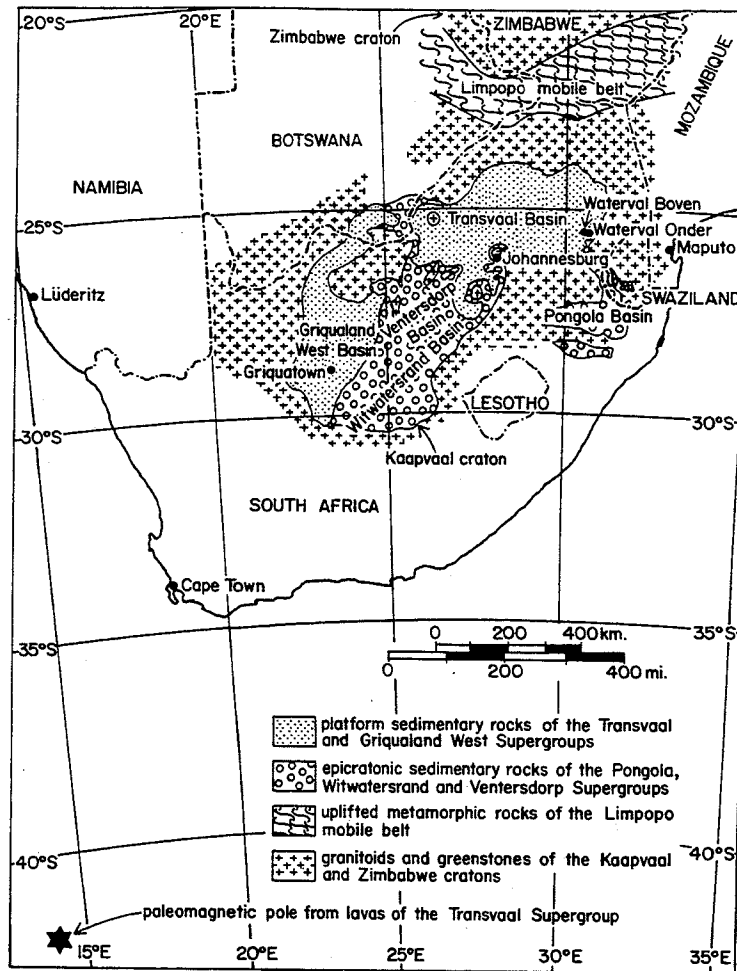 20°S
20°E
Zimbabwe craton
ZIMBABWE
Limpopo mobile belt
MOZAMBIQUE
BOTSWANA
NAMIBIA
25°S
Transvaal Basin
Waterval Boven
Waterval Onder
Maputo
Johannesburg
Lüderitz
SWAZILAND
Pongola Basin
Ventersdorp
Basin
Witwatersrand Basin
Griqualand
West Basin
Griquatown
LESOTHO
30°S
30°S
Kaapvaal craton
SOUTH AFRICA
Cape Town
35°S
35°S
0 200 400 km.
0 200 400 mi.
platform sedimentary rocks of the Transvaal
and Griqualand West Supergroups
epicratonic sedimentary rocks of the Pongola,
Witwatersrand and Ventersdorp Supergroups
uplifted metamorphic rocks of the Limpopo
mobile belt
granitoids and greenstones of the Kaapvaal
and Zimbabwe cratons
40°S
40°S
paleomagnetic pole from lavas of the Transvaal Supergroup
15°E
20°E
25°E
30°E
35°E